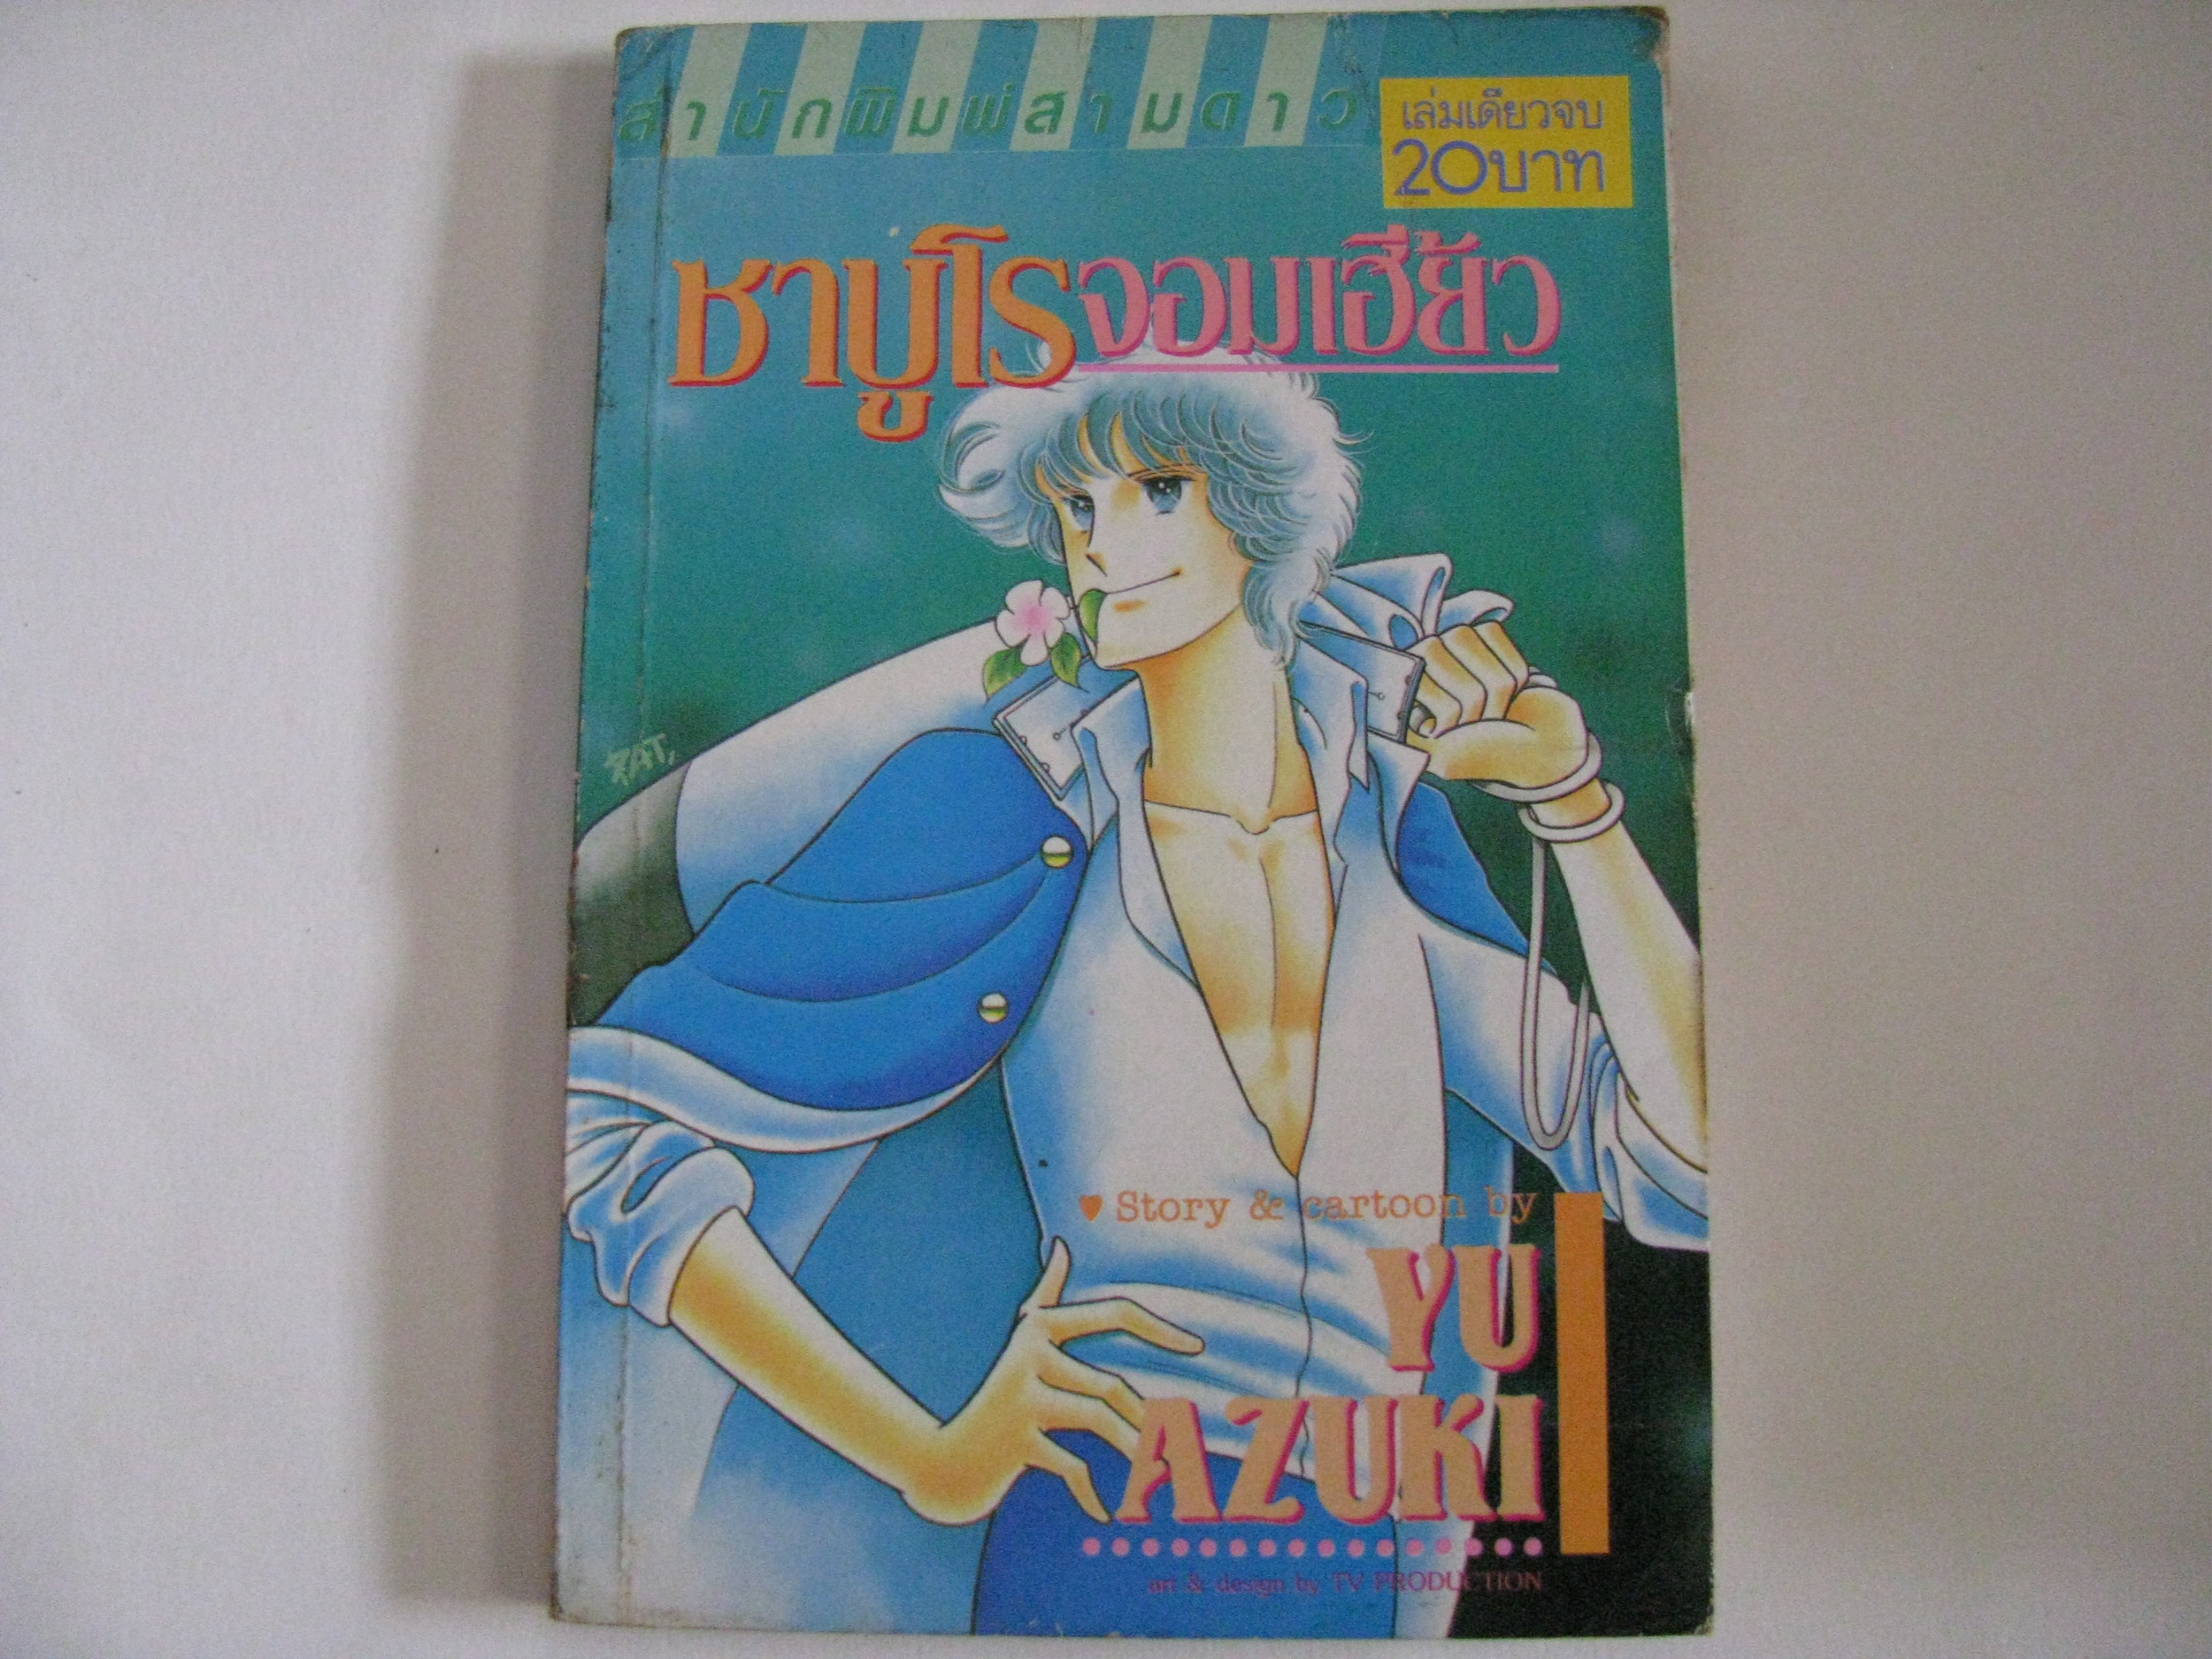 สำนักพิมพ์สามดาว
เล่มเดียวจบ
20บาท
ซาบูโรจอมเฮี้ยว
RAT,
♥ Story & cartoon by
YU
AZUKI
art & design by TV PRODUCTION